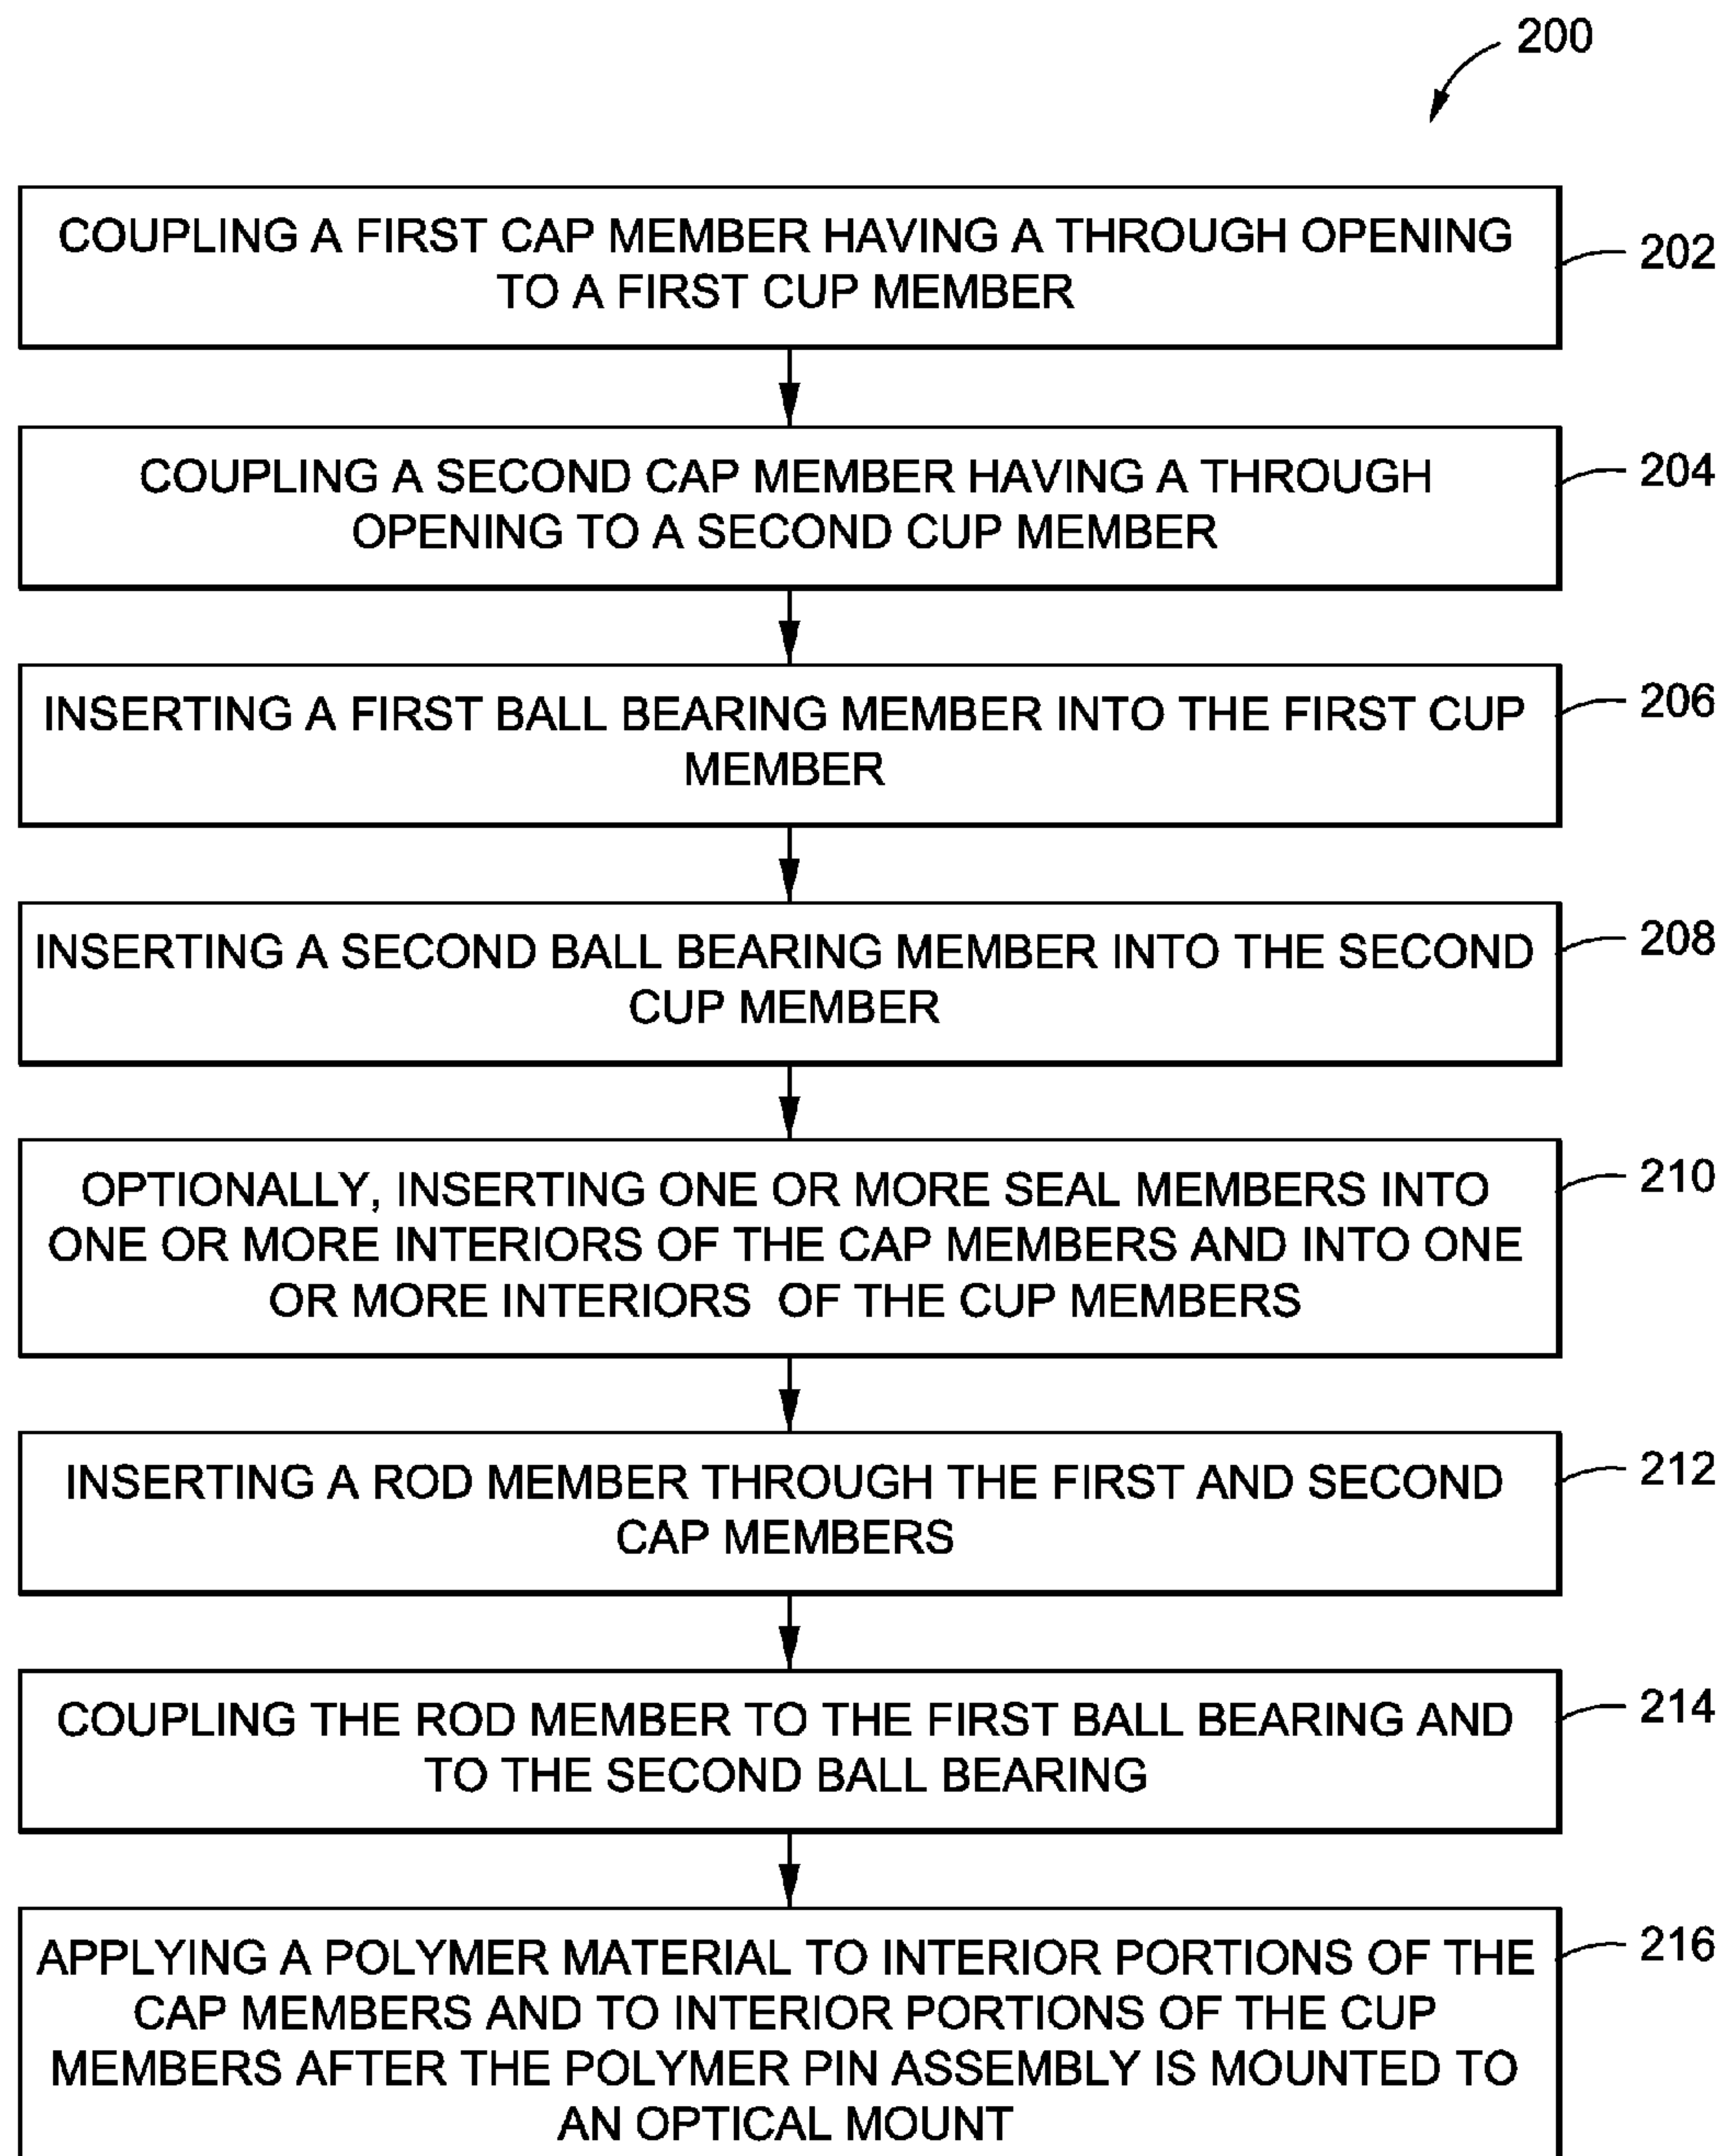 200
COUPLING A FIRST CAP MEMBER HAVING A THROUGH OPENING
TO A FIRST CUP MEMBER
202
COUPLING A SECOND CAP MEMBER HAVING A THROUGH
OPENING TO A SECOND CUP MEMBER
204
INSERTING A FIRST BALL BEARING MEMBER INTO THE FIRST CUP
MEMBER
206
INSERTING A SECOND BALL BEARING MEMBER INTO THE SECOND
CUP MEMBER
208
OPTIONALLY, INSERTING ONE OR MORE SEAL MEMBERS INTO
ONE OR MORE INTERIORS OF THE CAP MEMBERS AND INTO ONE
OR MORE INTERIORS OF THE CUP MEMBERS
210
INSERTING A ROD MEMBER THROUGH THE FIRST AND SECOND
CAP MEMBERS
212
COUPLING THE ROD MEMBER TO THE FIRST BALL BEARING AND
TO THE SECOND BALL BEARING
214
APPLYING A POLYMER MATERIAL TO INTERIOR PORTIONS OF THE
CAP MEMBERS AND TO INTERIOR PORTIONS OF THE CUP
MEMBERS AFTER THE POLYMER PIN ASSEMBLY IS MOUNTED TO
AN OPTICAL MOUNT
216